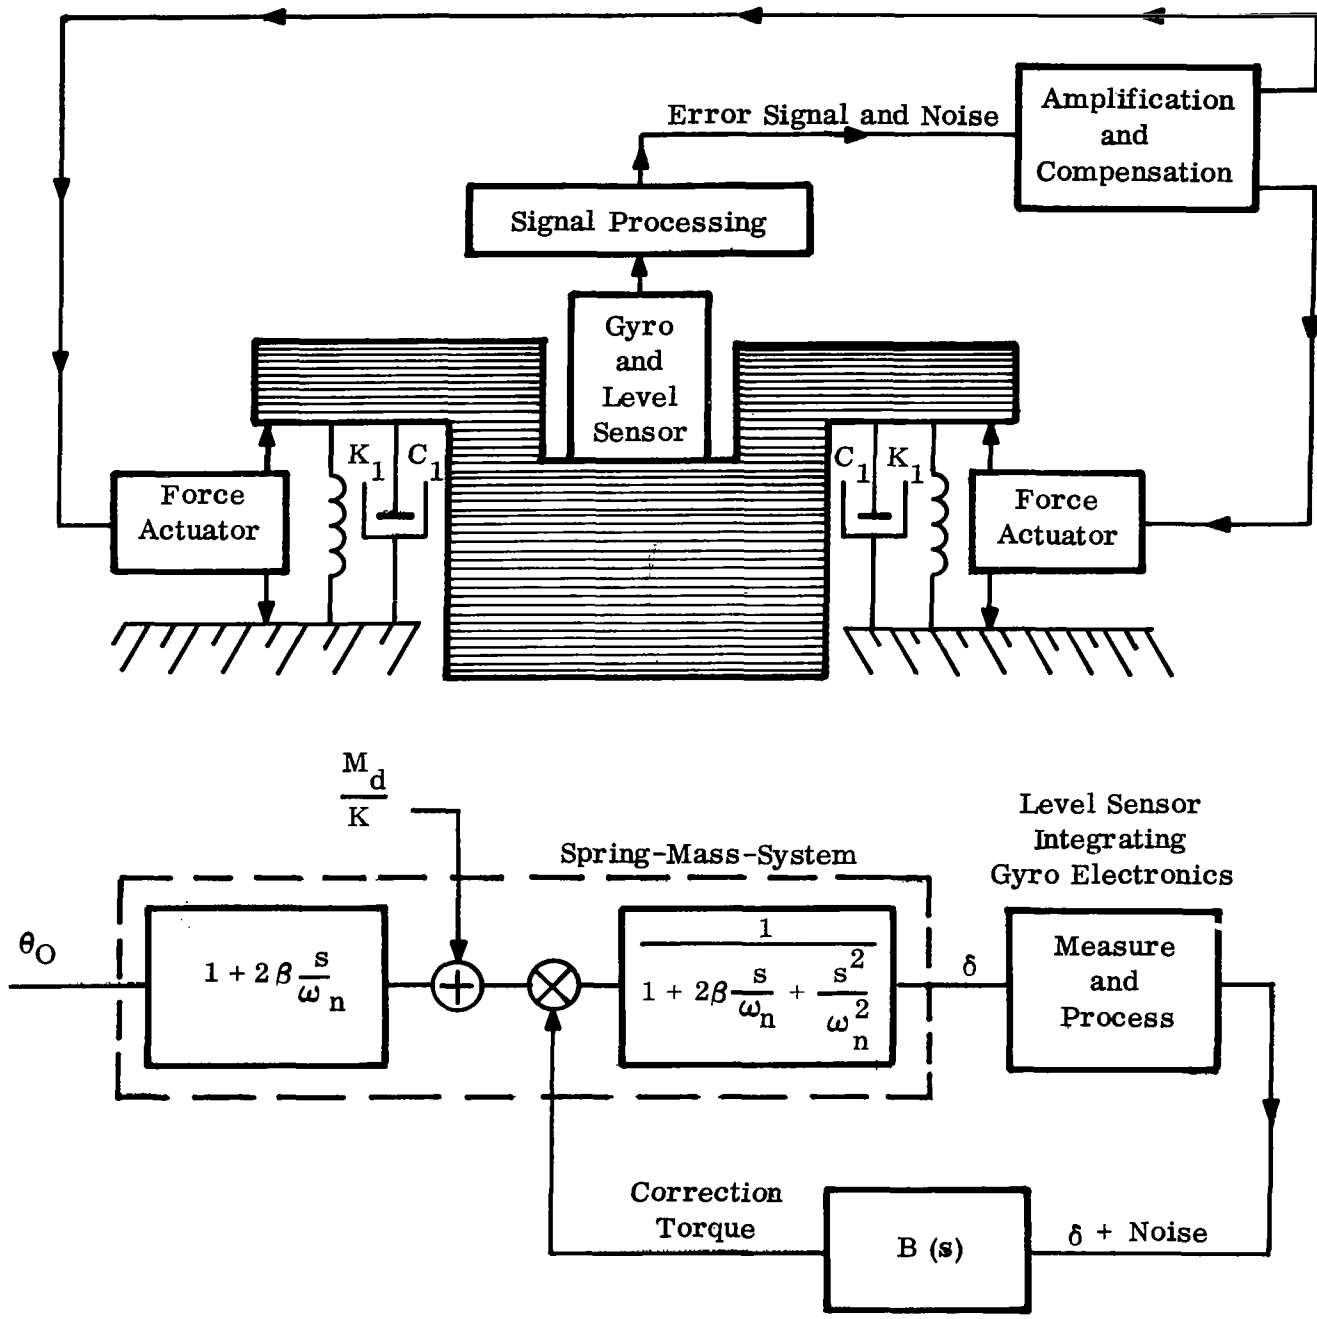 Error Signal and Noise
Amplification
and
Compensation
Signal Processing
Gyro
and
Level
Sensor
K1 C1
C1 K1
Force
Actuator
Force
Actuator
Md
K
Level Sensor
Integrating
Gyro Electronics
Spring-Mass-System
θO
1 + 2β s/ωn
+
×
1
1 + 2β s/ωn + s²/ωn²
δ
Measure
and
Process
Correction
Torque
B (s)
δ + Noise